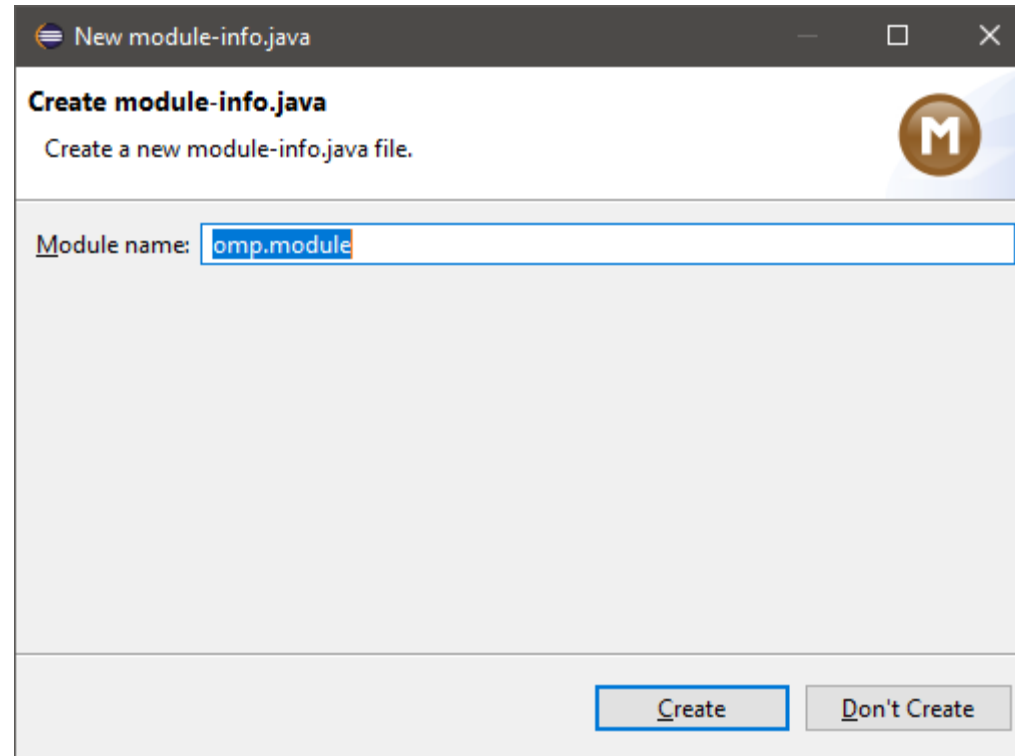 New module-info.java
Create module-info.java
Create a new module-info.java file.
Module name: omp.module
Create Don't Create